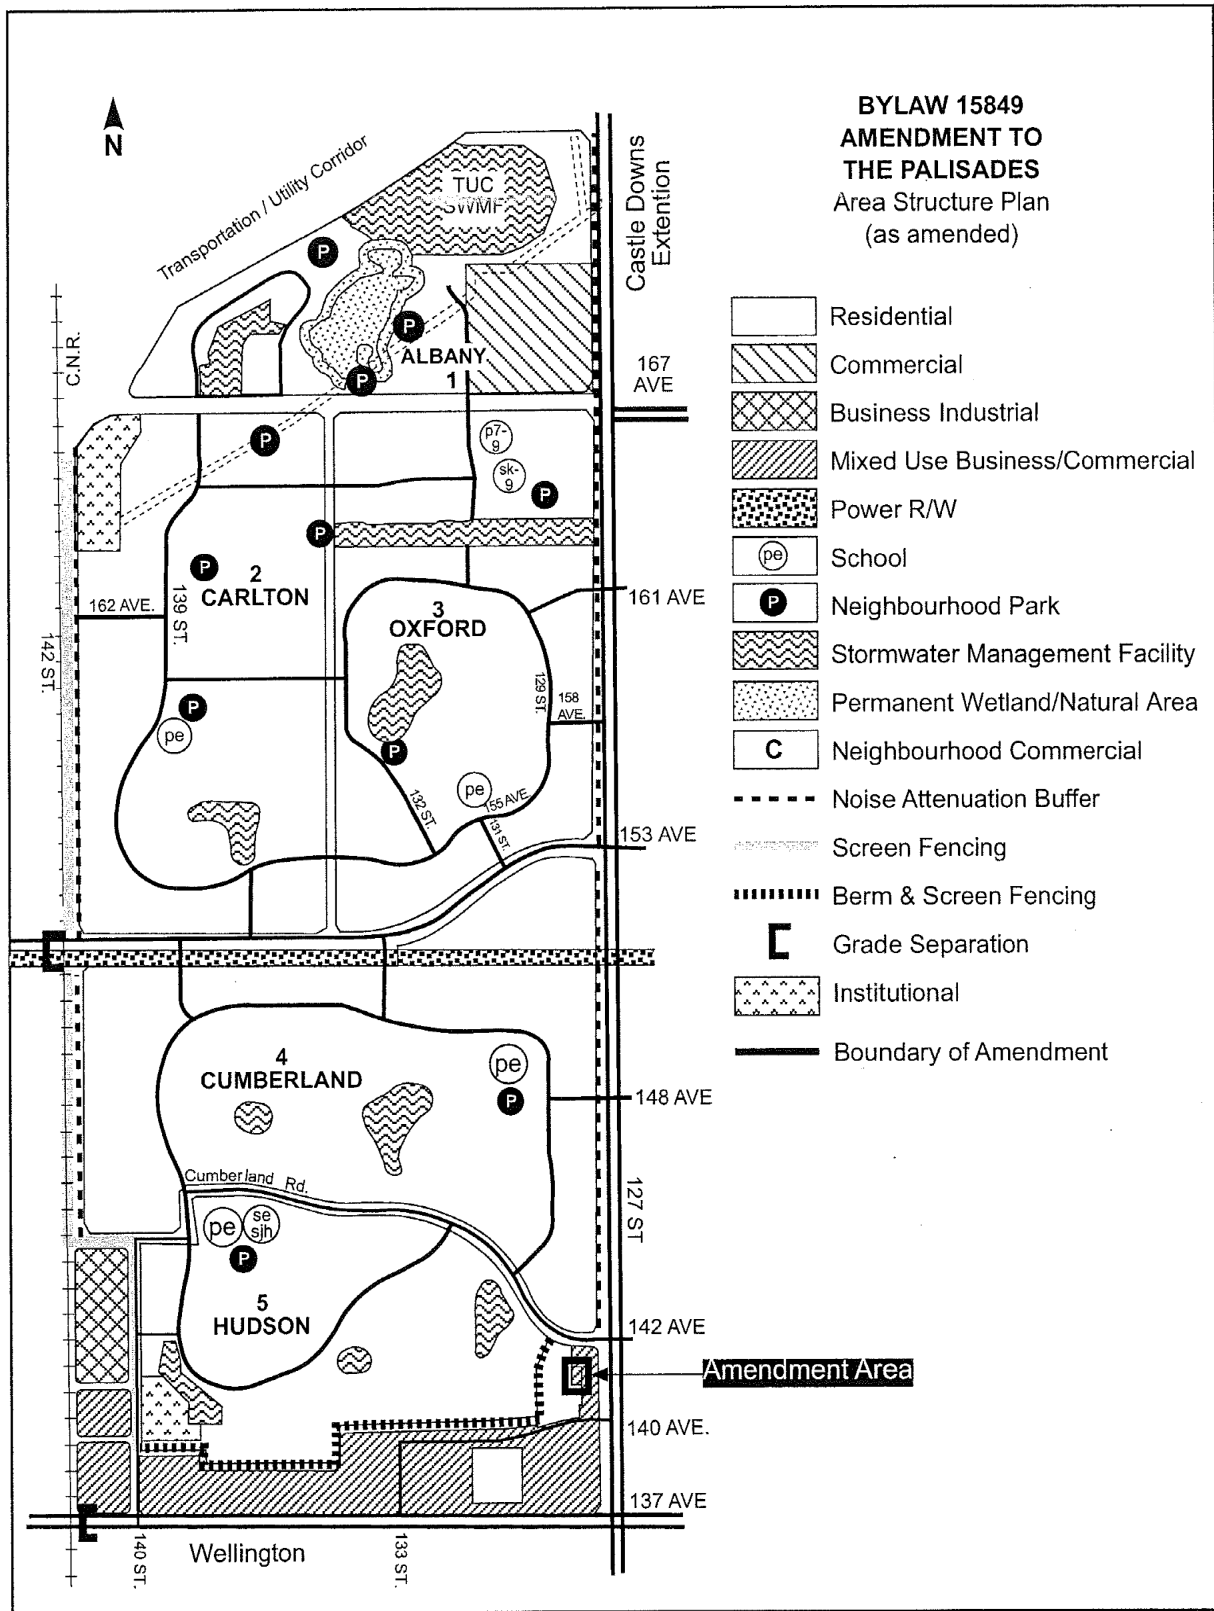 BYLAW 15849
AMENDMENT TO
THE PALISADES
Area Structure Plan
(as amended)
N
Transportation / Utility Corridor
TUC
SWMF
Castle Downs
Extention
C.N.R.
P
P
P
P
ALBANY
1
167
AVE
p7-
9
sk-
9
P
P
P
2
CARLTON
139 ST.
162 AVE.
142 ST.
3
OXFORD
161 AVE
129 ST.
158
AVE.
P
pe
P
pe
132 ST.
155 AVE
131 ST.
153 AVE
4
CUMBERLAND
pe
P
148 AVE
Cumberland Rd.
127 ST
pe
se
sjh
P
5
HUDSON
142 AVE
Amendment Area
140 AVE.
137 AVE
Wellington
140 ST.
133 ST.
Residential
Commercial
Business Industrial
Mixed Use Business/Commercial
Power R/W
pe School
P Neighbourhood Park
Stormwater Management Facility
Permanent Wetland/Natural Area
C Neighbourhood Commercial
Noise Attenuation Buffer
Screen Fencing
Berm & Screen Fencing
Grade Separation
Institutional
Boundary of Amendment